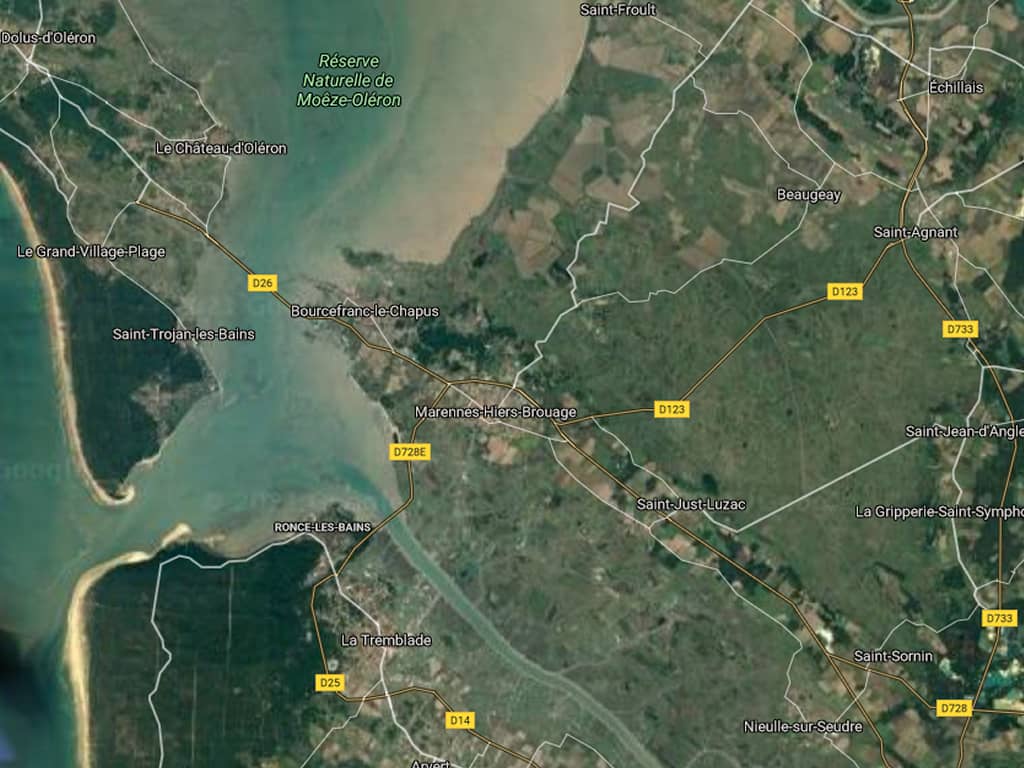 Saint-Froult
Dolus-d'Oléron
Réserve
Naturelle de
Moëze-Oléron
Échillais
Le Château-d'Oléron
Beaugeay
Saint-Agnant
Le Grand-Village-Plage
D26
D123
Bourcefranc-le-Chapus
D733
Saint-Trojan-les-Bains
Marennes-Hiers-Brouage
D123
Saint-Jean-d'Angle
D728E
Saint-Just-Luzac
La Gripperie-Saint-Sympho
RONCE-LES-BAINS
D733
La Tremblade
Saint-Sornin
D25
D728
D14
Nieulle-sur-Seudre
Arvert